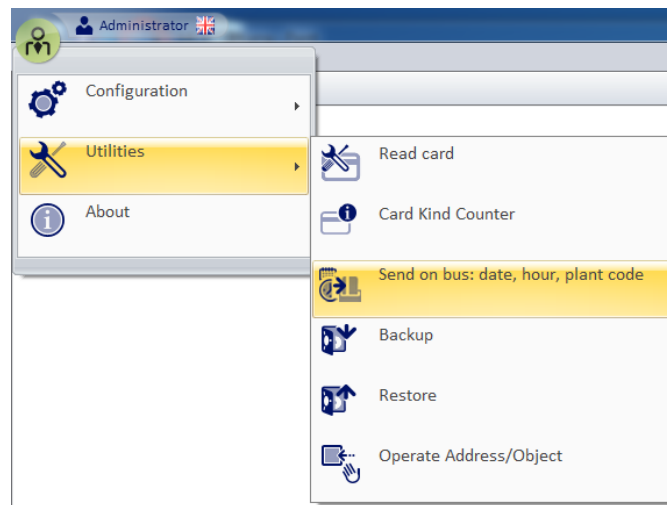 Administrator
Configuration
Utilities
About
Read card
Card Kind Counter
Send on bus: date, hour, plant code
Backup
Restore
Operate Address/Object